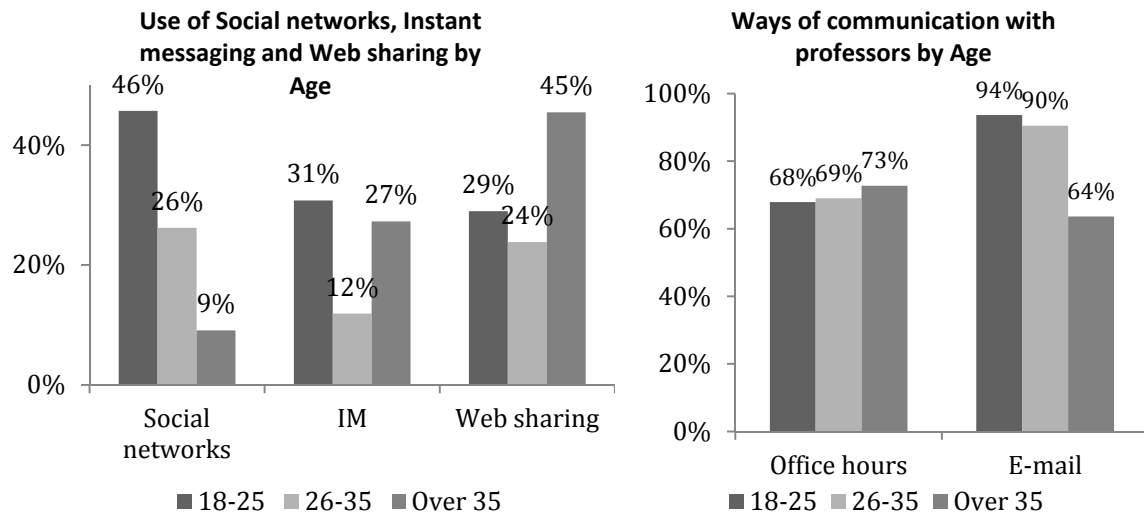 Use of Social networks, Instant
messaging and Web sharing by
Age
46%
26%
9%
31%
12%
27%
29%
24%
45%
40%
20%
0%
Social
networks
IM
Web sharing
18-25
26-35
Over 35
Ways of communication with
professors by Age
100%
80%
60%
40%
20%
0%
68%
69%
73%
94%
90%
64%
Office hours
E-mail
18-25
26-35
Over 35